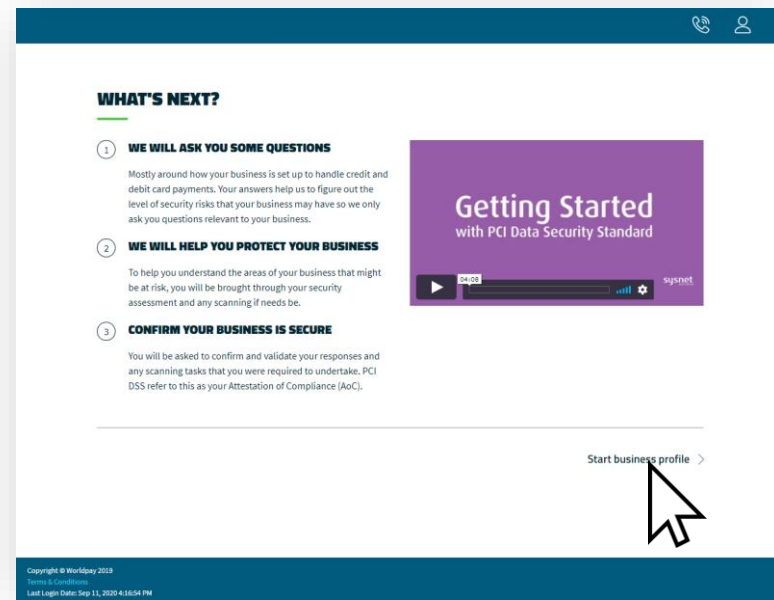 WHAT'S NEXT?
1
WE WILL ASK YOU SOME QUESTIONS
Mostly around how your business is set up to handle credit and
debit card payments. Your answers help us to figure out the
level of security risks that your business may have so we only
ask you questions relevant to your business.
2
WE WILL HELP YOU PROTECT YOUR BUSINESS
To help you understand the areas of your business that might
be at risk, you will be brought through your security
assessment and any scanning if needs be.
3
CONFIRM YOUR BUSINESS IS SECURE
You will be asked to confirm and validate your responses and
any scanning tasks that you were required to undertake. PCI
DSS refer to this as your Attestation of Compliance (AoC).
Getting Started
with PCI Data Security Standard
04:08
sysnet
Start business profile
Copyright © Worldpay 2019
Terms & Conditions
Last Login Date: Sep 11, 2020 4:16:54 PM